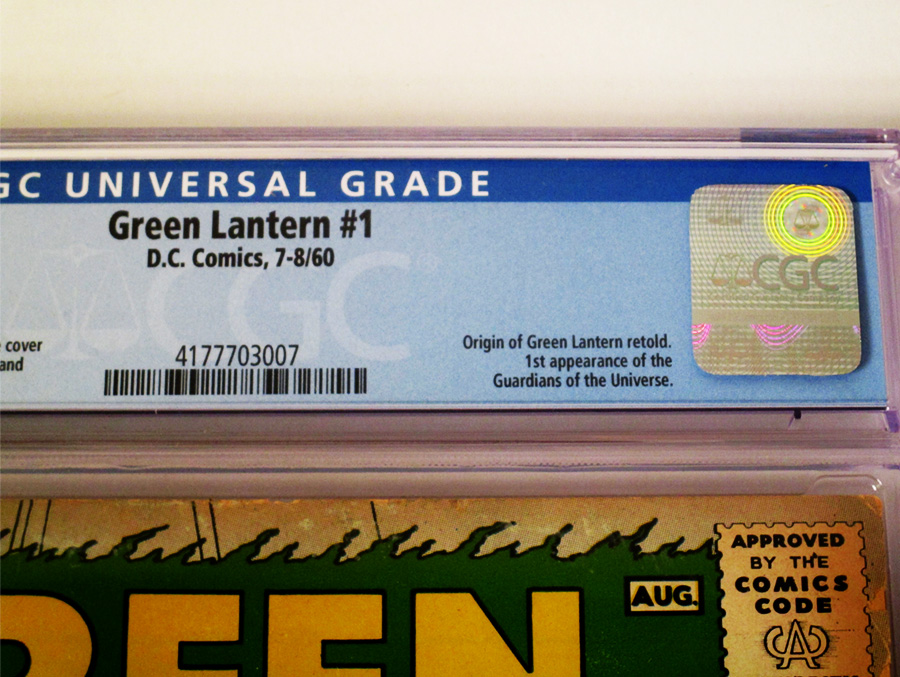 GC UNIVERSAL GRADE
Green Lantern #1
D.C. Comics, 7-8/60
CGC
CGC
cover
and
4177703007
Origin of Green Lantern retold.
1st appearance of the
Guardians of the Universe.
REEN
AUG.
APPROVED
BY THE
COMICS
CODE
CA